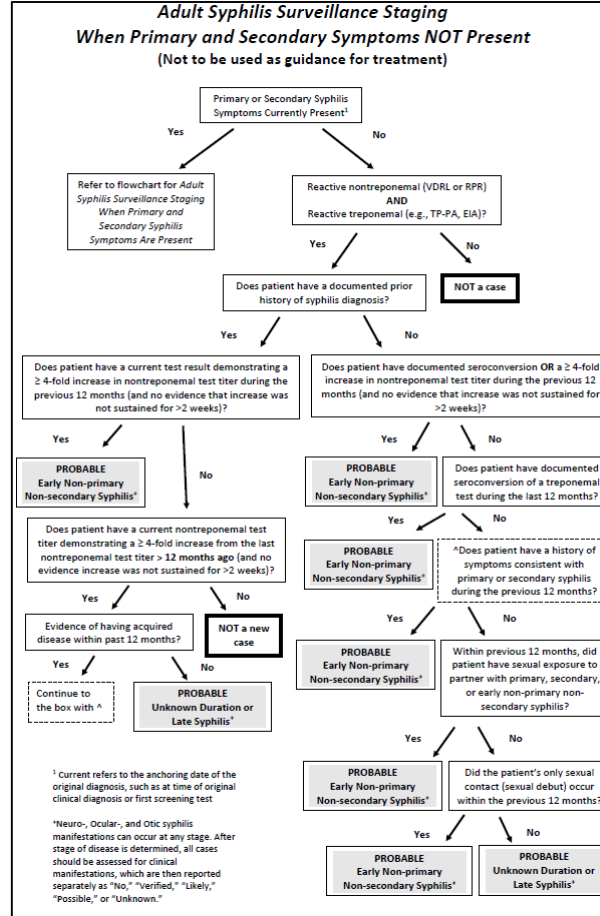 Adult Syphilis Surveillance Staging
When Primary and Secondary Symptoms NOT Present
(Not to be used as guidance for treatment)
Primary or Secondary Syphilis
Symptoms Currently Present¹
Yes
No
Refer to flowchart for Adult
Syphilis Surveillance Staging
When Primary and
Secondary Syphilis
Symptoms Are Present
Reactive nontreponemal (VDRL or RPR)
AND
Reactive treponemal (e.g., TP-PA, EIA)?
Yes
No
Does patient have a documented prior
history of syphilis diagnosis?
NOT a case
Yes
No
Does patient have a current test result demonstrating a
≥ 4-fold increase in nontreponemal test titer during the
previous 12 months (and no evidence that increase was
not sustained for >2 weeks)?
Does patient have documented seroconversion OR a ≥ 4-fold
increase in nontreponemal test titer during the previous 12
months (and no evidence that increase was not sustained for
>2 weeks)?
Yes
No
Yes
No
PROBABLE
Early Non-primary
Non-secondary Syphilis⁺
PROBABLE
Early Non-primary
Non-secondary Syphilis⁺
Does patient have documented
seroconversion of a treponemal
test during the last 12 months?
Does patient have a current nontreponemal test
titer demonstrating a ≥ 4-fold increase from the
last nontreponemal test titer > 12 months ago (and no
evidence increase was not sustained for >2 weeks)?
Yes
No
PROBABLE
Early Non-primary
Non-secondary Syphilis⁺
^Does patient have a history of
symptoms consistent with
primary or secondary syphilis
during the previous 12 months?
Yes
No
Yes
No
Evidence of having acquired
disease within past 12 months?
NOT a new
case
PROBABLE
Early Non-primary
Non-secondary Syphilis⁺
Within previous 12 months, did
patient have sexual exposure to
partner with primary, secondary,
or early non-primary non-
secondary syphilis?
Yes
No
Continue to
the box with ^
PROBABLE
Unknown Duration or
Late Syphilis⁺
Yes
No
PROBABLE
Early Non-primary
Non-secondary Syphilis⁺
Did the patient's only sexual
contact (sexual debut) occur
within the previous 12 months?
Yes
No
PROBABLE
Early Non-primary
Non-secondary Syphilis⁺
PROBABLE
Unknown Duration or
Late Syphilis⁺
¹ Current refers to the anchoring date of the
original diagnosis, such as at time of original
clinical diagnosis or first screening test
⁺Neuro-, Ocular-, and Otic syphilis
manifestations can occur at any stage. After
stage of disease is determined, all cases
should be assessed for clinical
manifestations, which are then reported
separately as “No,” “Verified,” “Likely,”
“Possible,” or “Unknown.”